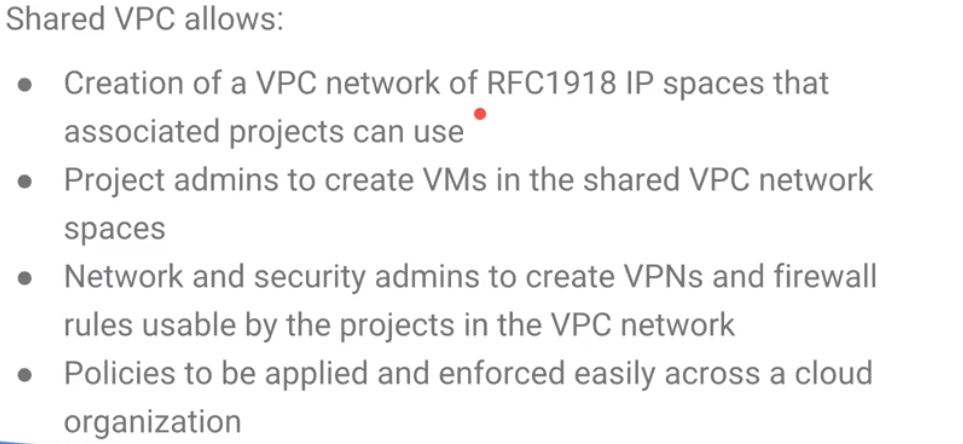 Shared VPC allows:
● Creation of a VPC network of RFC1918 IP spaces that
associated projects can use
● Project admins to create VMs in the shared VPC network
spaces
● Network and security admins to create VPNs and firewall
rules usable by the projects in the VPC network
● Policies to be applied and enforced easily across a cloud
organization